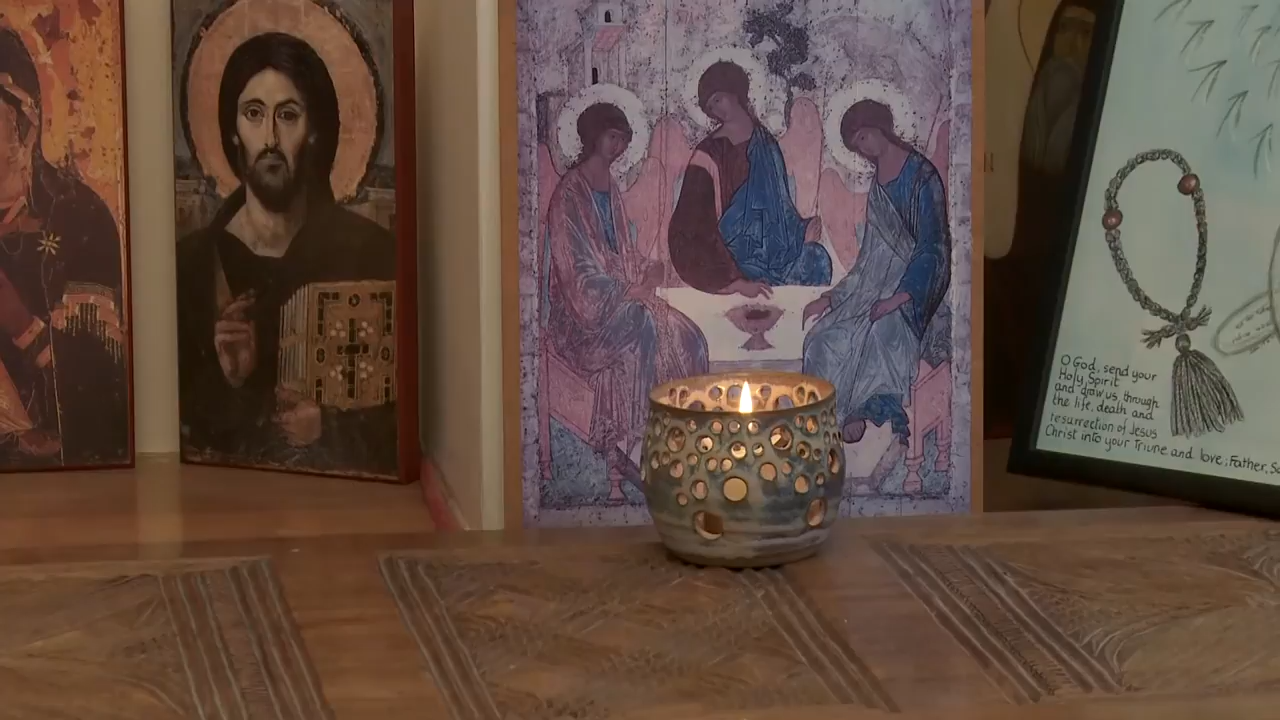 O God, send your
Holy Spirit
and draw us, through
the life, death and
resurrection of Jesus
Christ into your Triune and love; Father, So